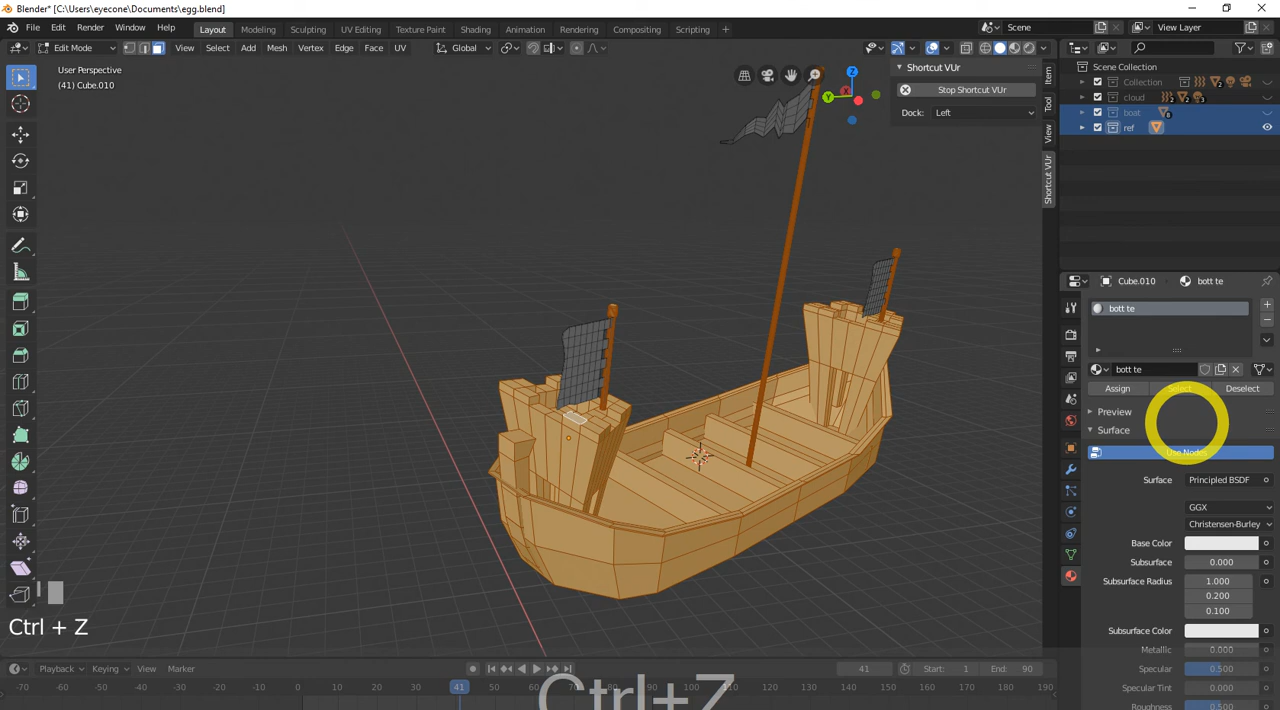 Blender* [C:\Users\eyecone\Documents\egg.blend]
File Edit Render Window Help Layout Modeling Sculpting UV Editing Texture Paint Shading Animation Rendering Compositing Scripting + Scene View Layer
Edit Mode View Select Add Mesh Vertex Edge Face UV Global
User Perspective
(41) Cube.010
Z
Y
X
Shortcut VUr
Stop Shortcut VUr
Dock: Left
Item
Tool
View
Shortcut VUr
Scene Collection
Collection 2
cloud 2 2 3
boat 8
ref
Cube.010 bott te
bott te
bott te
Assign Select Deselect
Preview
Surface
Use Nodes
Surface Principled BSDF
GGX
Christensen-Burley
Base Color
Subsurface 0.000
Subsurface Radius 1.000
0.200
0.100
Subsurface Color
Metallic 0.000
Specular 0.500
Specular Tint 0.000
Roughness 0.500
Ctrl + Z
Ctrl+Z
Playback Keying View Marker 41 Start: 1 End: 90
-70 -60 -50 -40 -30 -20 -10 0 10 20 30 41 50 60 70 80 90 100 110 120 130 140 150 160 170 180 190